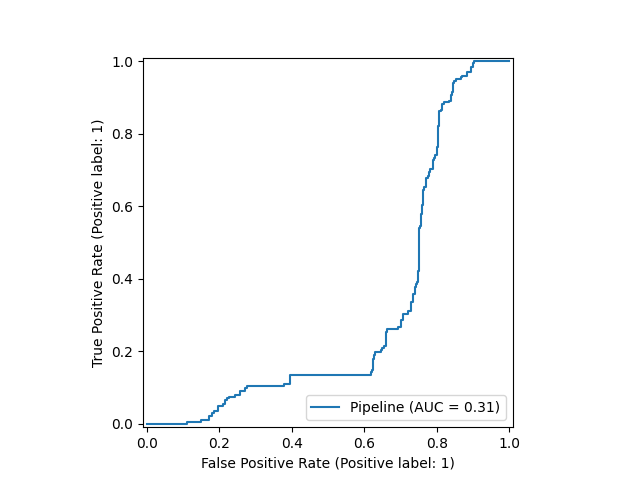 1.0
0.8
0.6
0.4
0.2
0.0
True Positive Rate (Positive label: 1)
Pipeline (AUC = 0.31)
0.0 0.2 0.4 0.6 0.8 1.0
False Positive Rate (Positive label: 1)